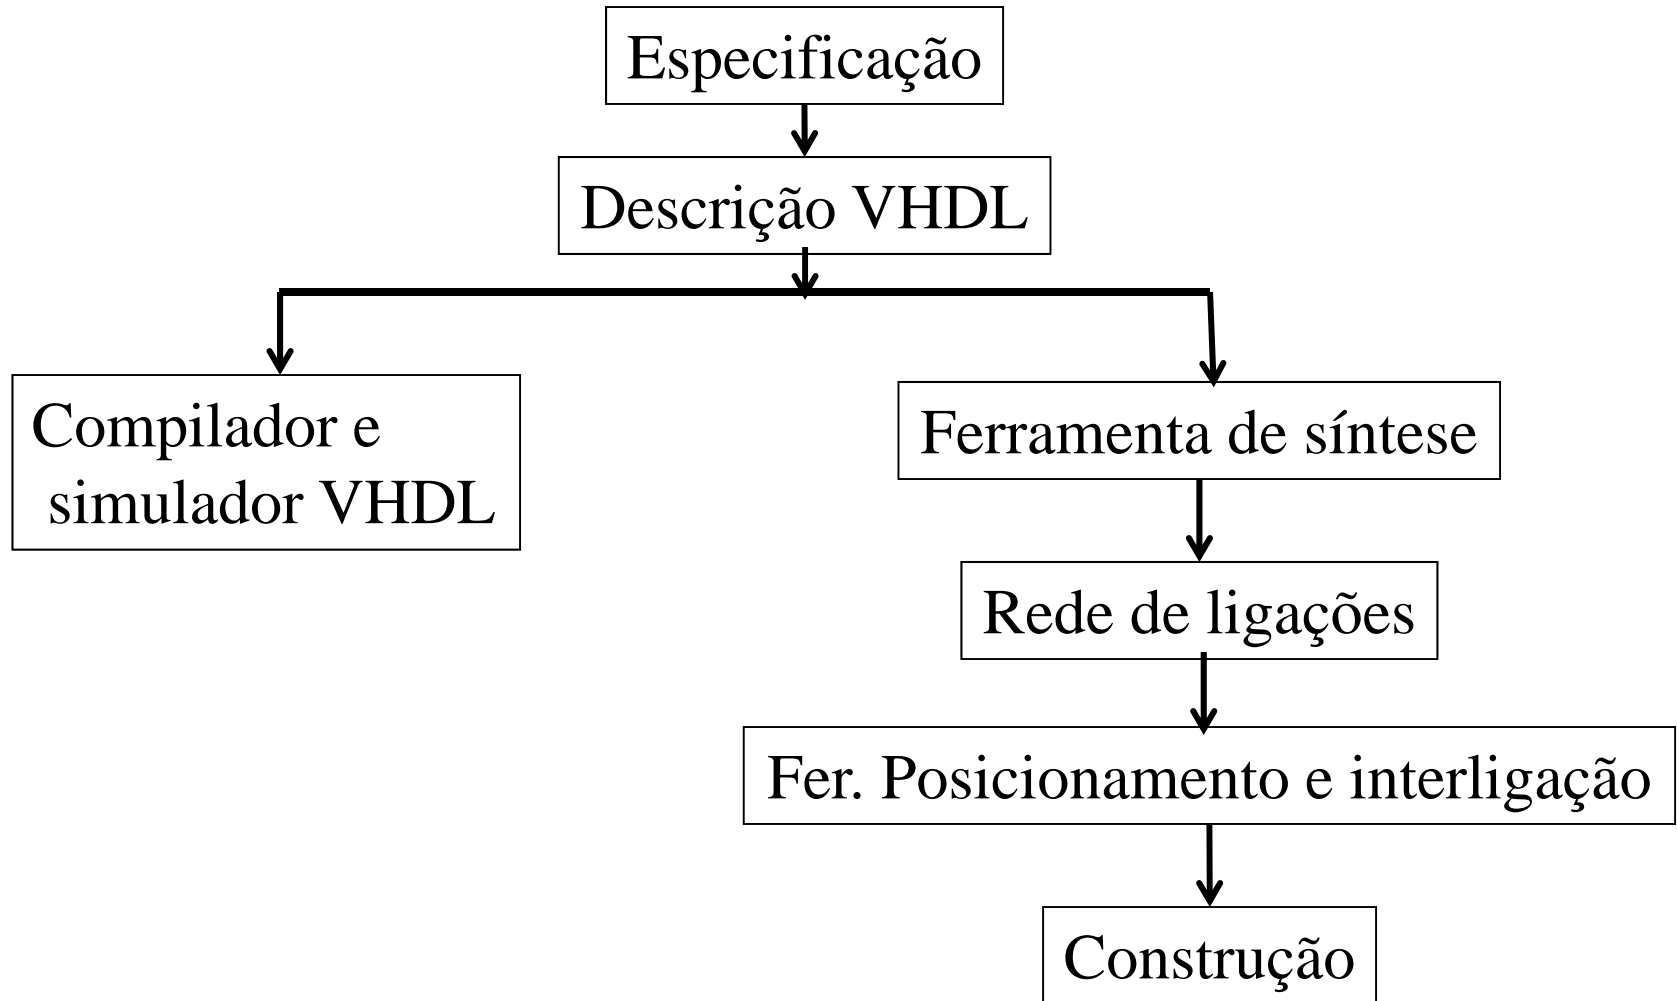 Especificação
Descrição VHDL
Compilador e
simulador VHDL
Ferramenta de síntese
Rede de ligações
Fer. Posicionamento e interligação
Construção